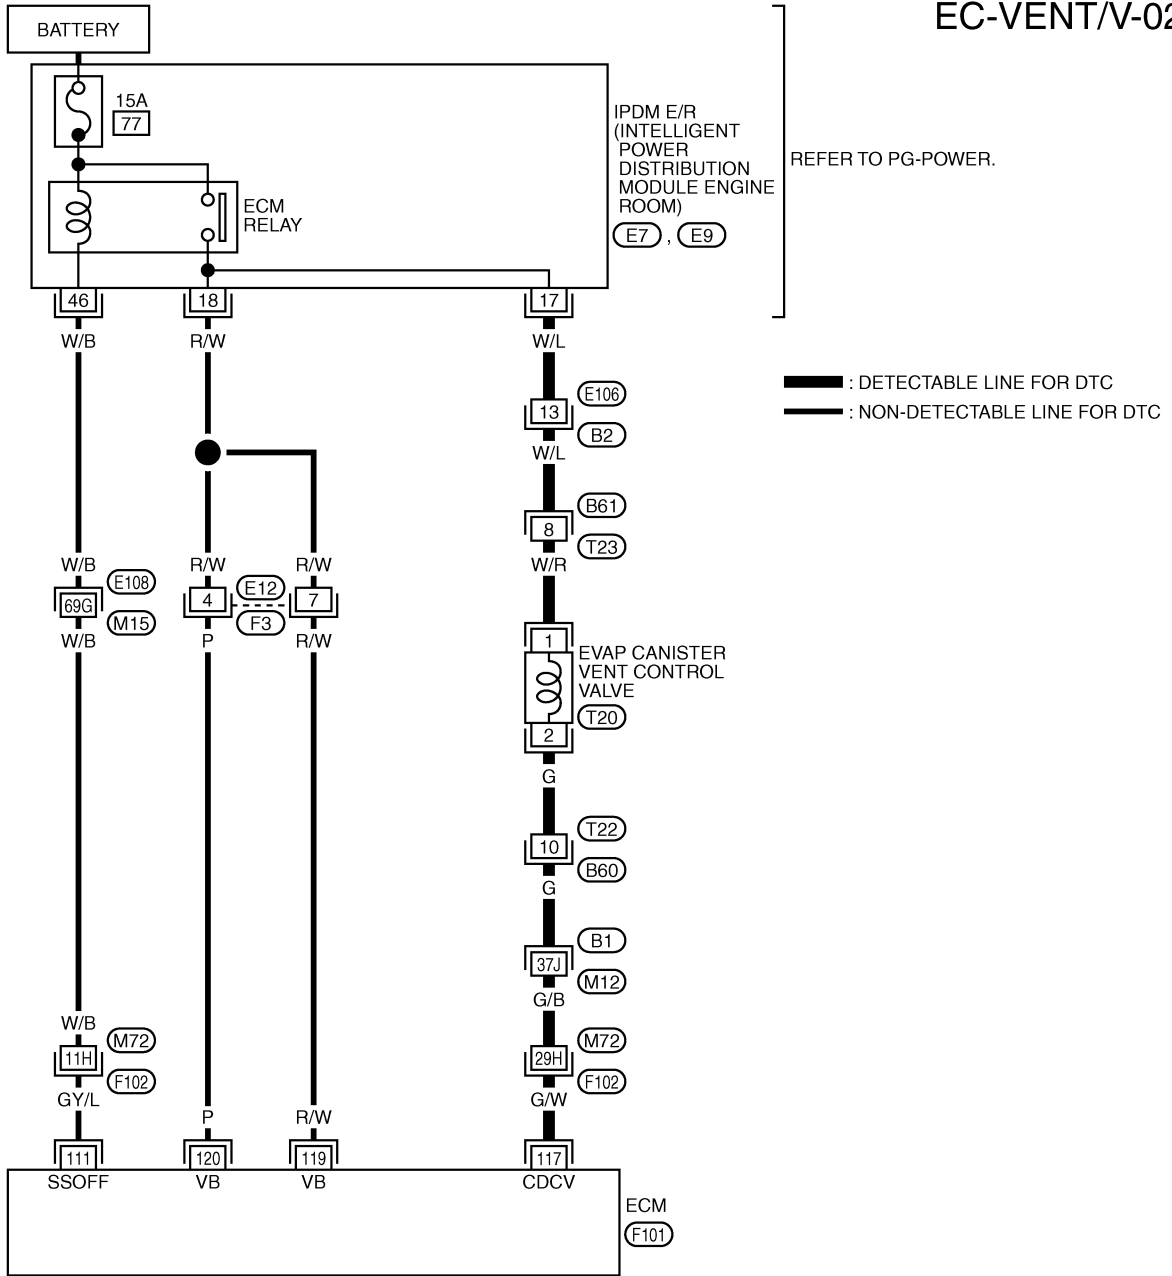 EC-VENT/V-02
BATTERY
15A
77
IPDM E/R
(INTELLIGENT
POWER
DISTRIBUTION
MODULE ENGINE
ROOM)
E7 , E9
REFER TO PG-POWER.
ECM
RELAY
46
18
17
W/B
R/W
W/L
: DETECTABLE LINE FOR DTC
: NON-DETECTABLE LINE FOR DTC
13
E106
B2
W/L
8
B61
T23
W/B
R/W
R/W
W/R
69G
E108
M15
4
E12
F3
7
W/B
P
R/W
1
EVAP CANISTER
VENT CONTROL
VALVE
T20
2
G
10
T22
B60
G
37J
B1
M12
G/B
W/B
11H
M72
F102
29H
M72
F102
GY/L
G/W
P
R/W
111
120
119
117
SSOFF
VB
VB
CDCV
ECM
F101